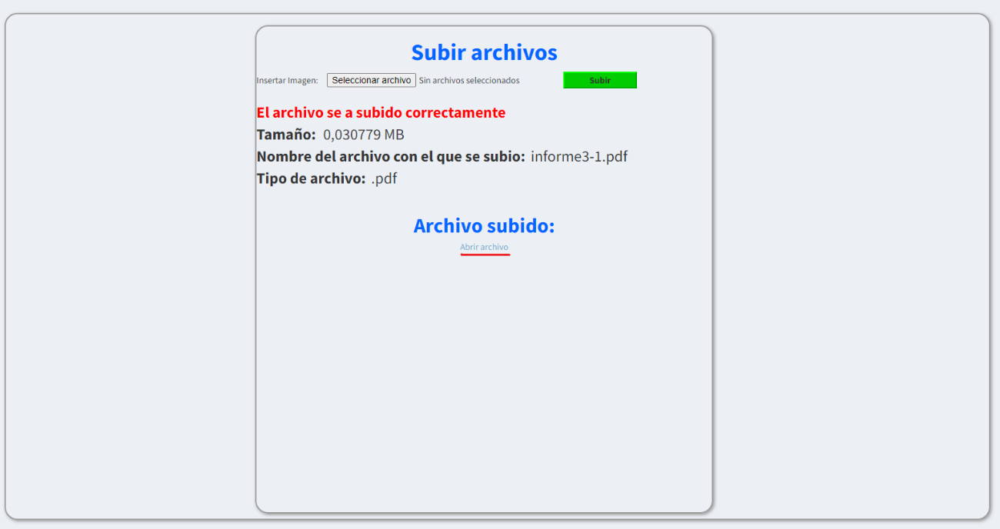 Subir archivos
Insertar Imagen: Seleccionar archivo Sin archivos seleccionados Subir
El archivo se a subido correctamente
Tamaño: 0,030779 MB
Nombre del archivo con el que se subio: informe3-1.pdf
Tipo de archivo: .pdf
Archivo subido:
Abrir archivo